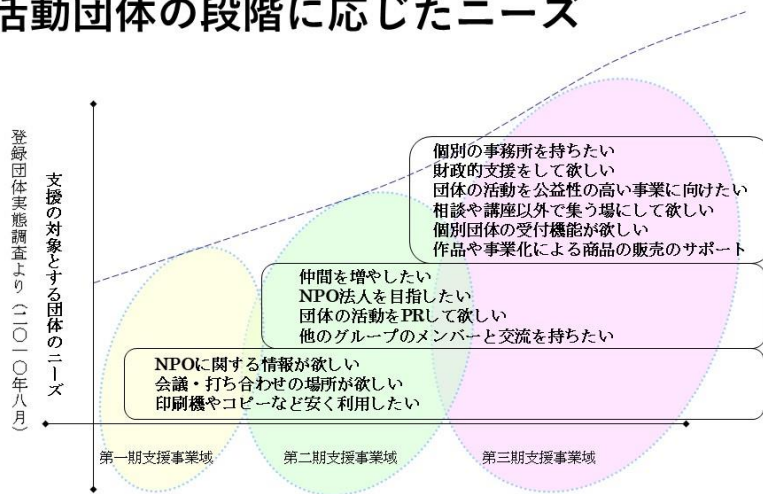 活動団体の段階に応じたニーズ
登録団体実態調査より（二〇一〇年八月）
支援の対象とする団体のニーズ
個別の事務所を持ちたい
財政的支援をして欲しい
団体の活動を公益性の高い事業に向けたい
相談や講座以外で集う場にして欲しい
個別団体の受付機能が欲しい
作品や事業化による商品の販売のサポート
仲間を増やしたい
NPO法人を目指したい
団体の活動をPRして欲しい
他のグループのメンバーと交流を持ちたい
NPOに関する情報が欲しい
会議・打ち合わせの場所が欲しい
印刷機やコピーなど安く利用したい
第一期支援事業域
第二期支援事業域
第三期支援事業域